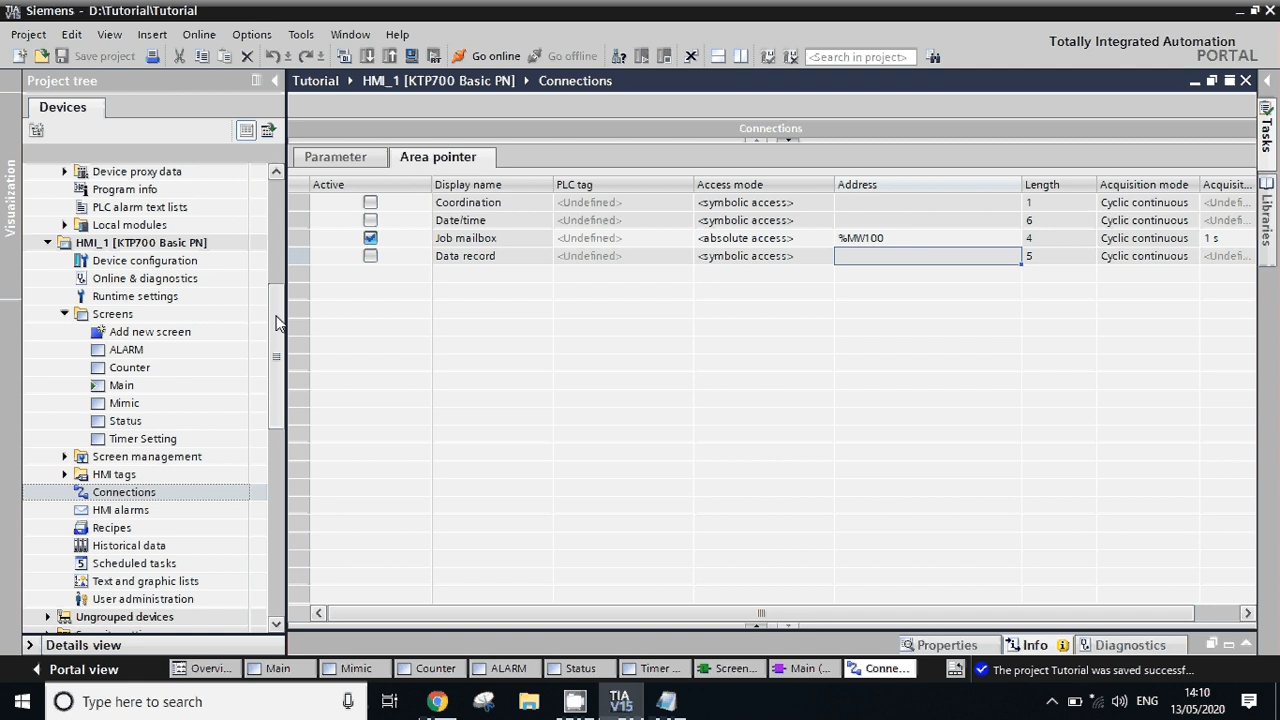 Siemens - D:\Tutorial\Tutorial
Project Edit View Insert Online Options Tools Window Help
Totally Integrated Automation
PORTAL
Save project Go online Go offline <Search in project>
Project tree
Tutorial HMI_1 [KTP700 Basic PN] Connections
Devices
Visualization
Tasks
Libraries
Connections
Parameter Area pointer
Active Display name PLC tag Access mode Address Length Acquisition mode Acquisit...
Coordination <Undefined> <symbolic access> 1 Cyclic continuous <Undefi...
Date/time <Undefined> <symbolic access> 6 Cyclic continuous <Undefi...
Job mailbox <Undefined> <absolute access> %MW100 4 Cyclic continuous 1 s
Data record <Undefined> <symbolic access> 5 Cyclic continuous <Undefi...
Device proxy data
Program info
PLC alarm text lists
Local modules
HMI_1 [KTP700 Basic PN]
Device configuration
Online & diagnostics
Runtime settings
Screens
Add new screen
ALARM
Counter
Main
Mimic
Status
Timer Setting
Screen management
HMI tags
Connections
HMI alarms
Recipes
Historical data
Scheduled tasks
Text and graphic lists
User administration
Ungrouped devices
Details view
Properties Info Diagnostics
Portal view Overvi... Main Mimic Counter ALARM Status Timer ... Screen... Main (... Conne... The project Tutorial was saved successf...
Type here to search
TIA V15
ENG
14:10
13/05/2020